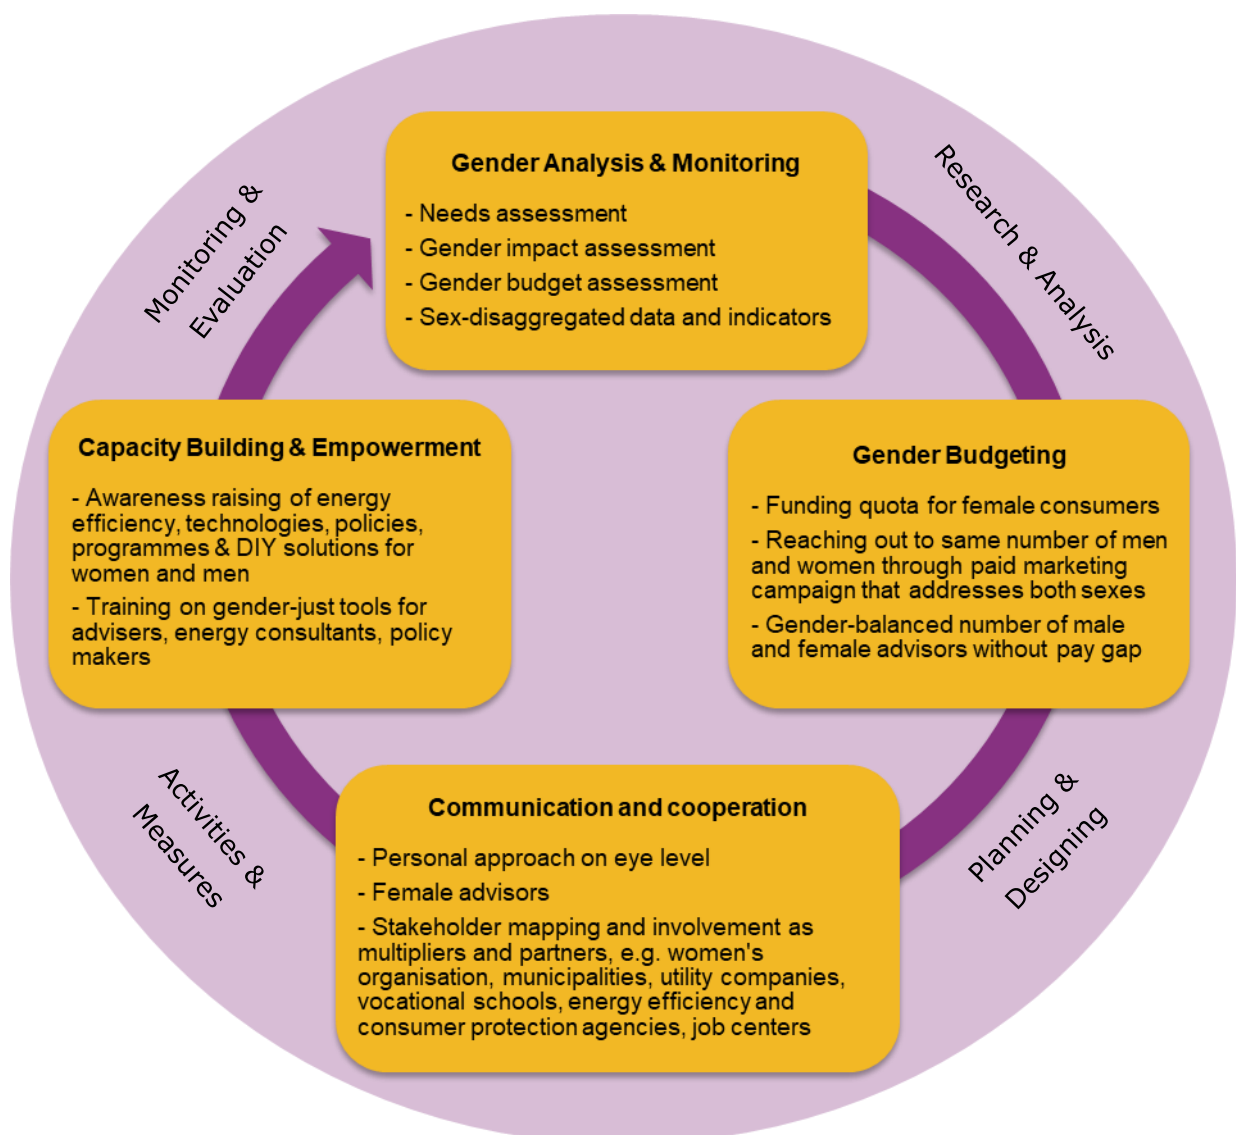 Gender Analysis & Monitoring
- Needs assessment
- Gender impact assessment
- Gender budget assessment
- Sex-disaggregated data and indicators
Research & Analysis
Gender Budgeting
- Funding quota for female consumers
- Reaching out to same number of men
and women through paid marketing
campaign that addresses both sexes
- Gender-balanced number of male
and female advisors without pay gap
Planning &
Designing
Communication and cooperation
- Personal approach on eye level
- Female advisors
- Stakeholder mapping and involvement as
multipliers and partners, e.g. women's
organisation, municipalities, utility companies,
vocational schools, energy efficiency and
consumer protection agencies, job centers
Activities &
Measures
Capacity Building & Empowerment
- Awareness raising of energy
efficiency, technologies, policies,
programmes & DIY solutions for
women and men
- Training on gender-just tools for
advisers, energy consultants, policy
makers
Monitoring &
Evaluation